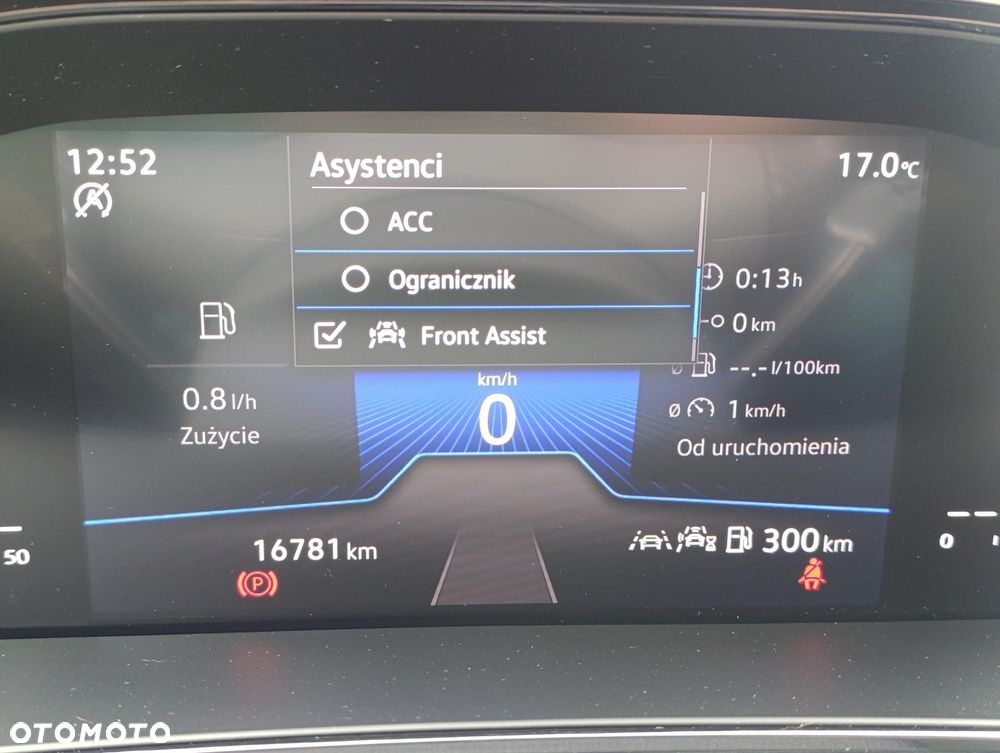 12:52
Asystenci
17.0°C
ACC
Ogranicznik
Front Assist
0:13 h
0 km
Ø --.- l/100km
Ø 1 km/h
Od uruchomienia
0.8 l/h
Zużycie
km/h
0
50
0
16781 km
300 km
P
OTOMOTO